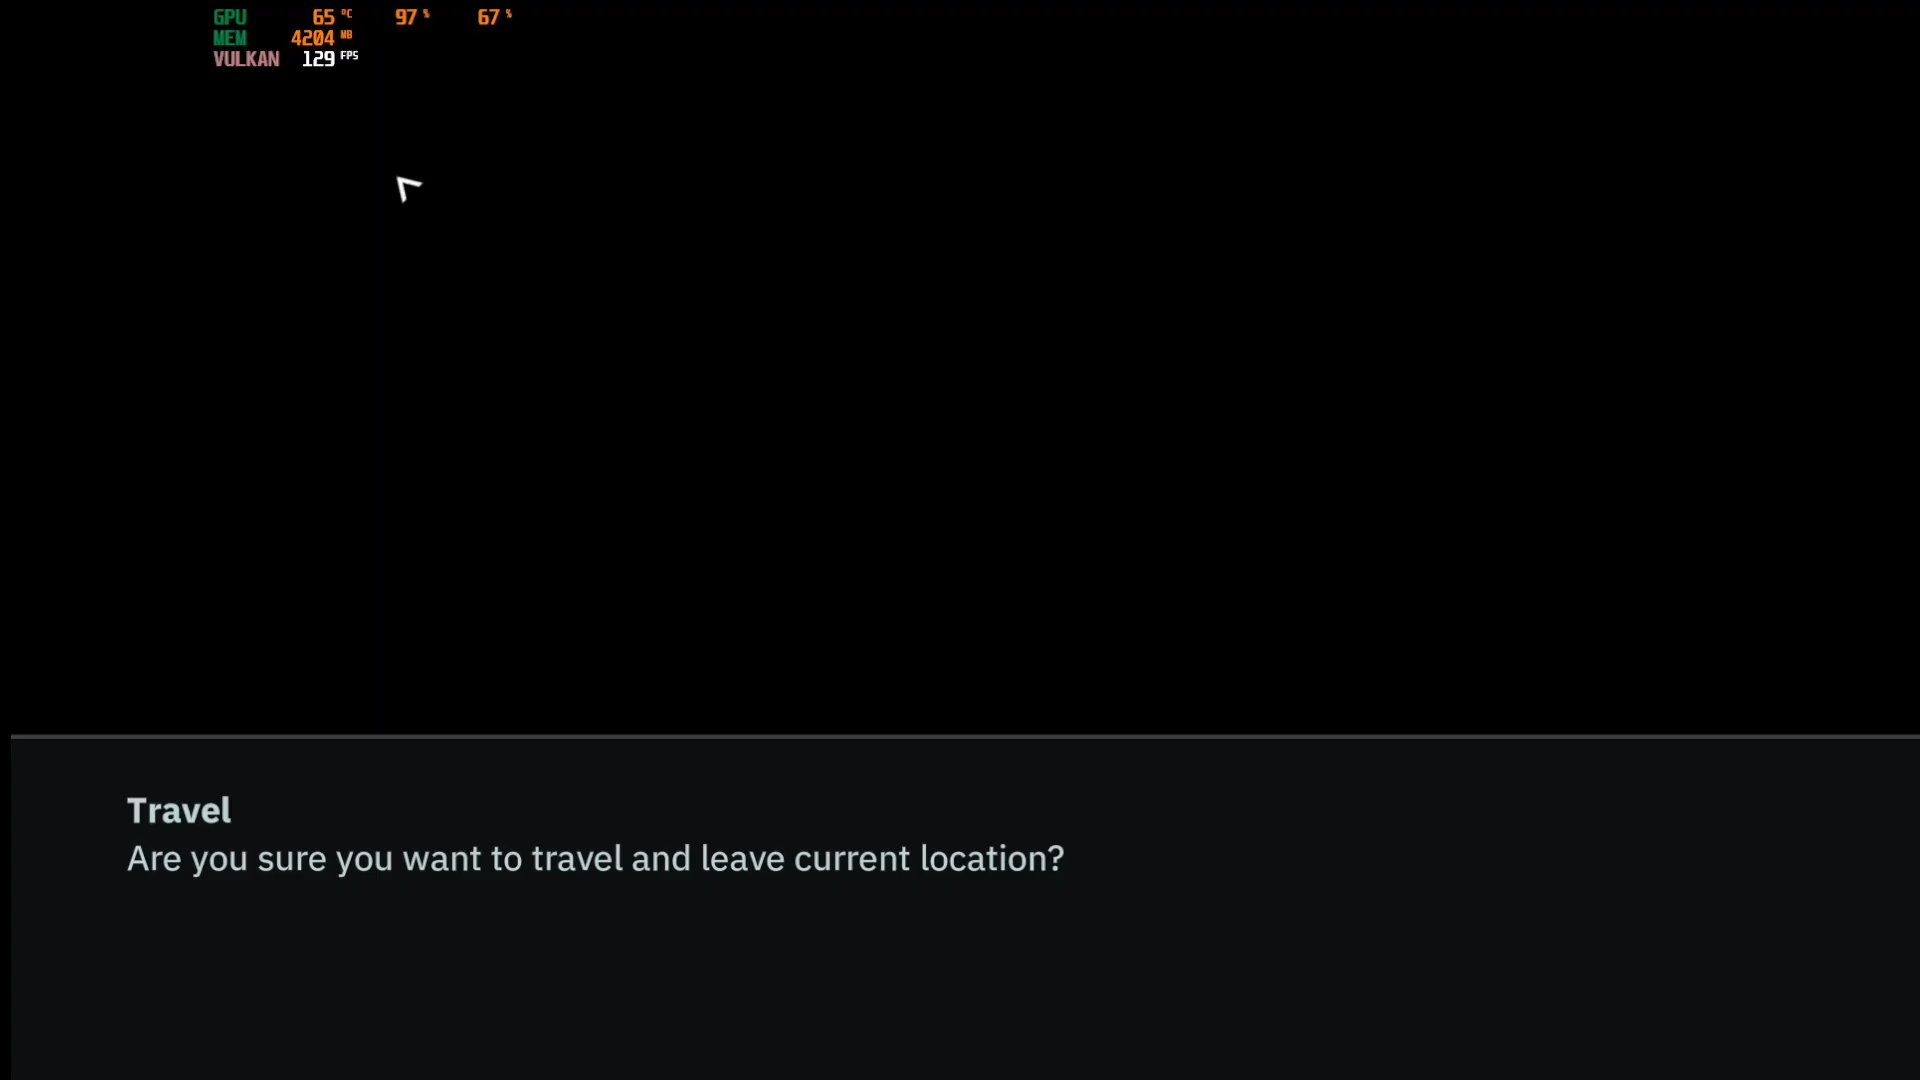 GPU 65 °C 97 % 67 %
MEM 4204 MB
VULKAN 129 FPS
Travel
Are you sure you want to travel and leave current location?